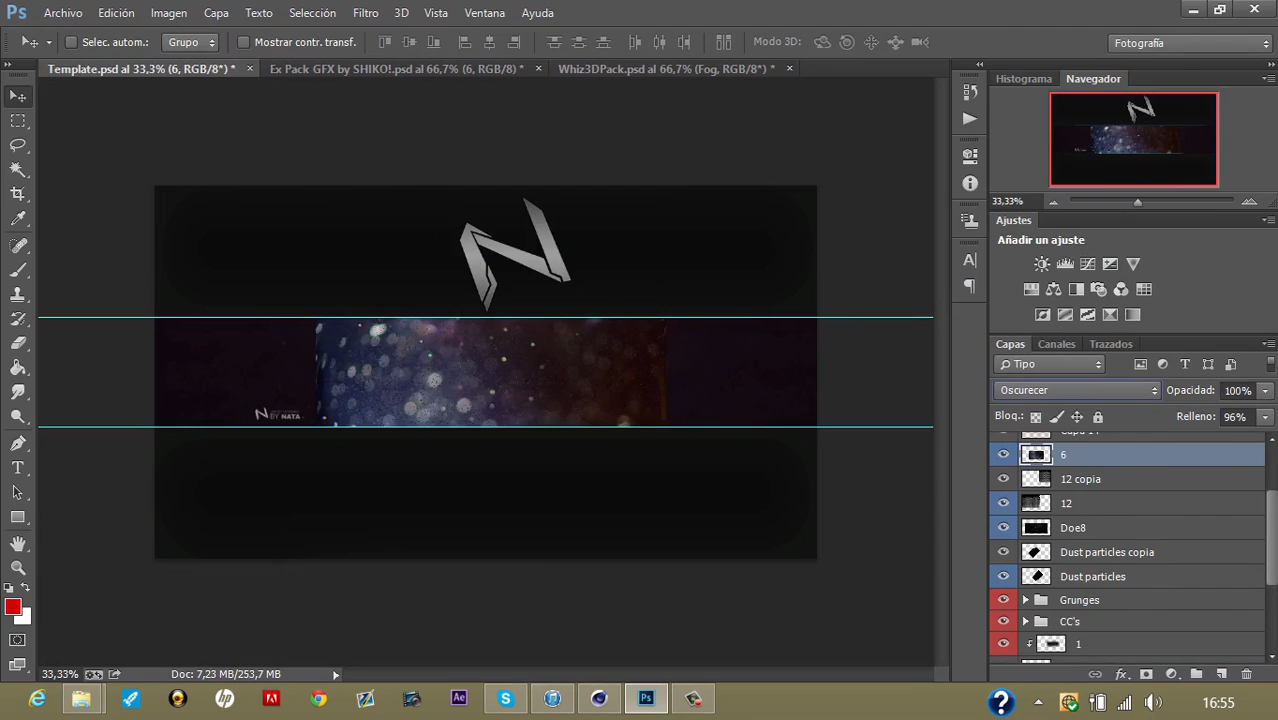 Ps Archivo Edición Imagen Capa Texto Selección Filtro 3D Vista Ventana Ayuda
Selec. autom.: Grupo Mostrar contr. transf. Modo 3D: Fotografía
Template.psd al 33,3% (6, RGB/8*) * Ex Pack GFX by SHIKO!.psd al 66,7% (6, RGB/8) * Whiz3DPack.psd al 66,7% (Fog, RGB/8*) *
Histograma Navegador
33,33%
Ajustes
Añadir un ajuste
Capas Canales Trazados
Tipo
Oscurecer Opacidad: 100%
Bloq.: Relleno: 96%
6
12 copia
12
Doe8
Dust particles copia
Dust particles
Grunges
CC's
1
N
BY NATA
33,33% Doc: 7,23 MB/253,7 MB
16:55